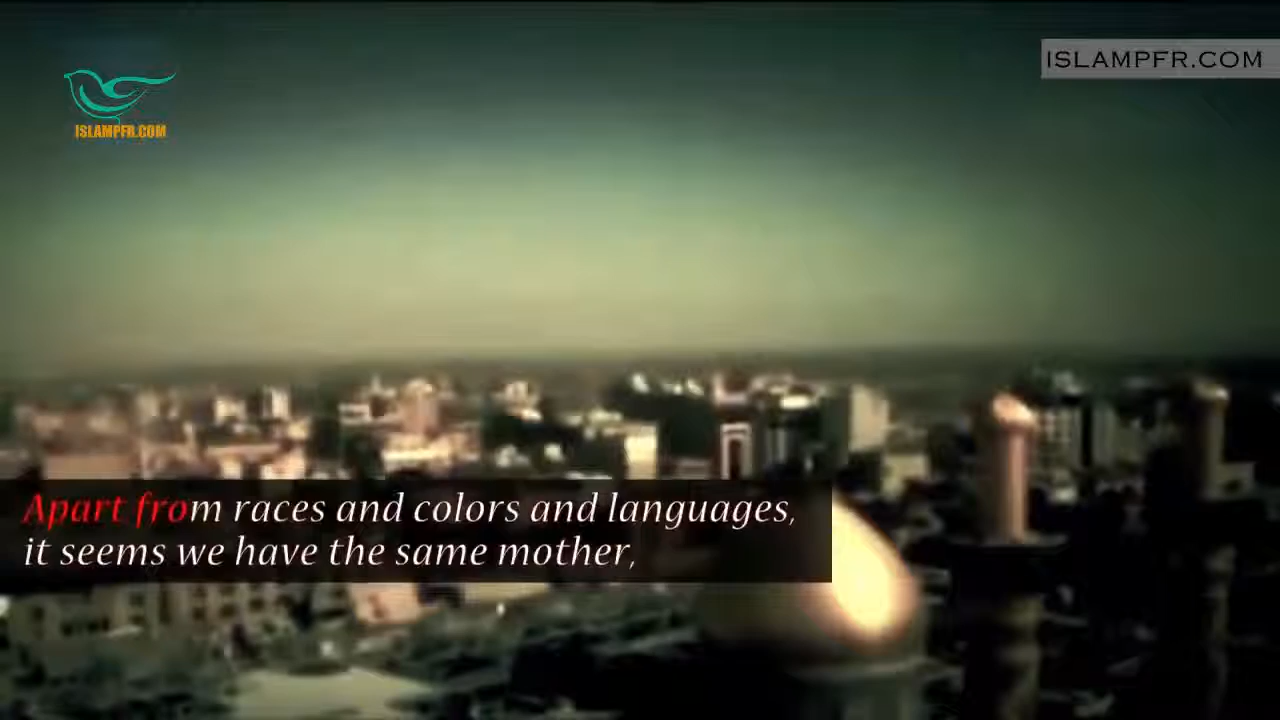 ISLAMPFR.COM
ISLAMPFR.COM
Apart from races and colors and languages,
it seems we have the same mother,